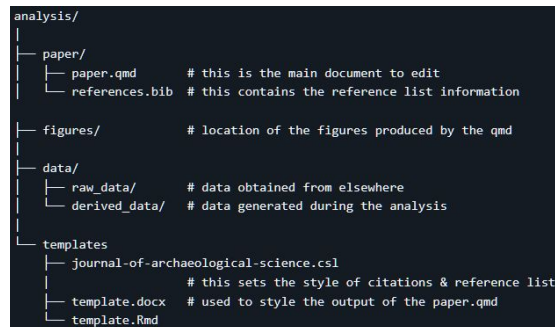 analysis/
|
├── paper/
│   ├── paper.qmd       # this is the main document to edit
│   └── references.bib  # this contains the reference list information

├── figures/            # location of the figures produced by the qmd
|
├── data/
│   ├── raw_data/       # data obtained from elsewhere
│   └── derived_data/   # data generated during the analysis
|
└── templates
    ├── journal-of-archaeological-science.csl
    |                   # this sets the style of citations & reference list
    ├── template.docx   # used to style the output of the paper.qmd
    └── template.Rmd